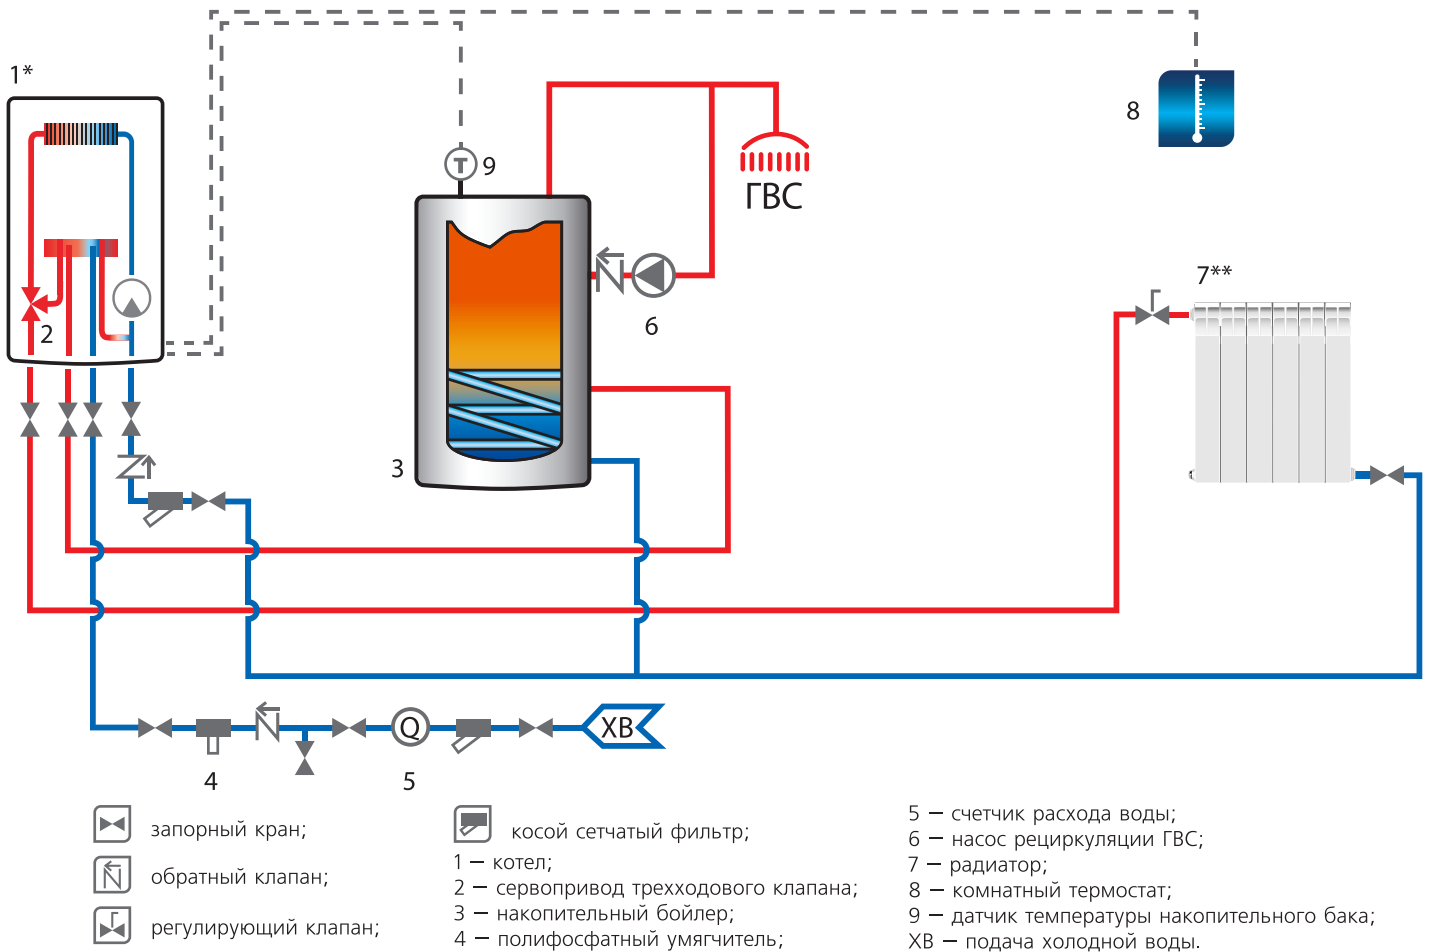 1*
8
9
T
ГВС
7**
2
6
3
Q
ХВ
4
5
запорный кран;
обратный клапан;
регулирующий клапан;
косой сетчатый фильтр;
1 – котел;
2 – сервопривод трехходового клапана;
3 – накопительный бойлер;
4 – полифосфатный умягчитель;
5 – счетчик расхода воды;
6 – насос рециркуляции ГВС;
7 – радиатор;
8 – комнатный термостат;
9 – датчик температуры накопительного бака;
ХВ – подача холодной воды.